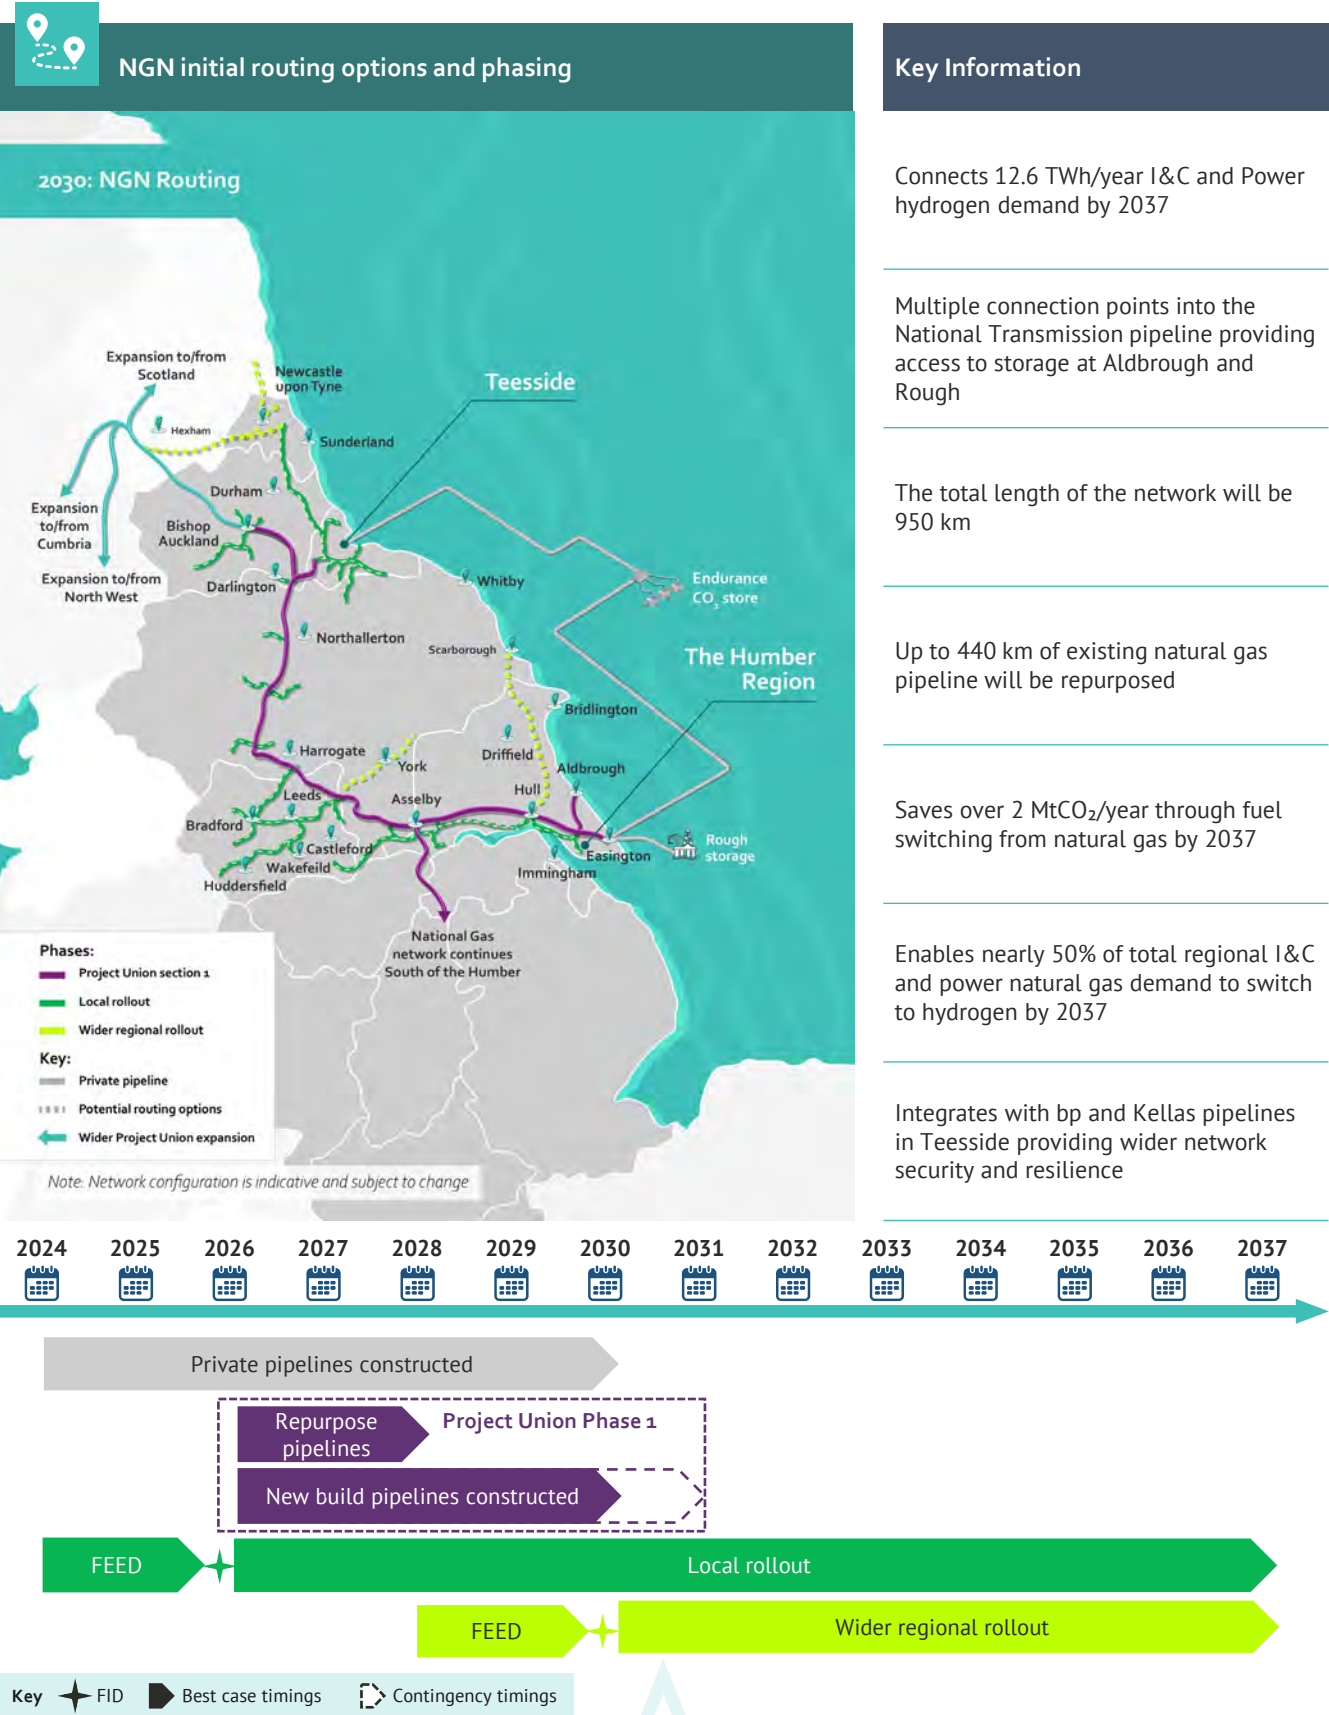 NGN initial routing options and phasing
Key Information
2030: NGN Routing
Expansion to/from
Scotland
Newcastle
upon Tyne
Teesside
Hexham
Sunderland
Durham
Expansion
to/from
Cumbria
Bishop
Auckland
Expansion to/from
North West
Darlington
Whitby
Endurance
CO₂ store
Northallerton
Scarborough
The Humber
Region
Bridlington
Harrogate
York
Driffield
Aldbrough
Leeds
Asselby
Hull
Bradford
Castleford
Wakefeild
Huddersfield
Immingham
Easington
Rough
storage
National Gas
network continues
South of the Humber
Phases:
Project Union section 1
Local rollout
Wider regional rollout
Key:
Private pipeline
Potential routing options
Wider Project Union expansion
Note: Network configuration is indicative and subject to change
Connects 12.6 TWh/year I&C and Power
hydrogen demand by 2037
Multiple connection points into the
National Transmission pipeline providing
access to storage at Aldbrough and
Rough
The total length of the network will be
950 km
Up to 440 km of existing natural gas
pipeline will be repurposed
Saves over 2 MtCO₂/year through fuel
switching from natural gas by 2037
Enables nearly 50% of total regional I&C
and power natural gas demand to switch
to hydrogen by 2037
Integrates with bp and Kellas pipelines
in Teesside providing wider network
security and resilience
2024 2025 2026 2027 2028 2029 2030 2031 2032 2033 2034 2035 2036 2037
Private pipelines constructed
Repurpose
pipelines
Project Union Phase 1
New build pipelines constructed
FEED
Local rollout
FEED
Wider regional rollout
Key FID Best case timings Contingency timings